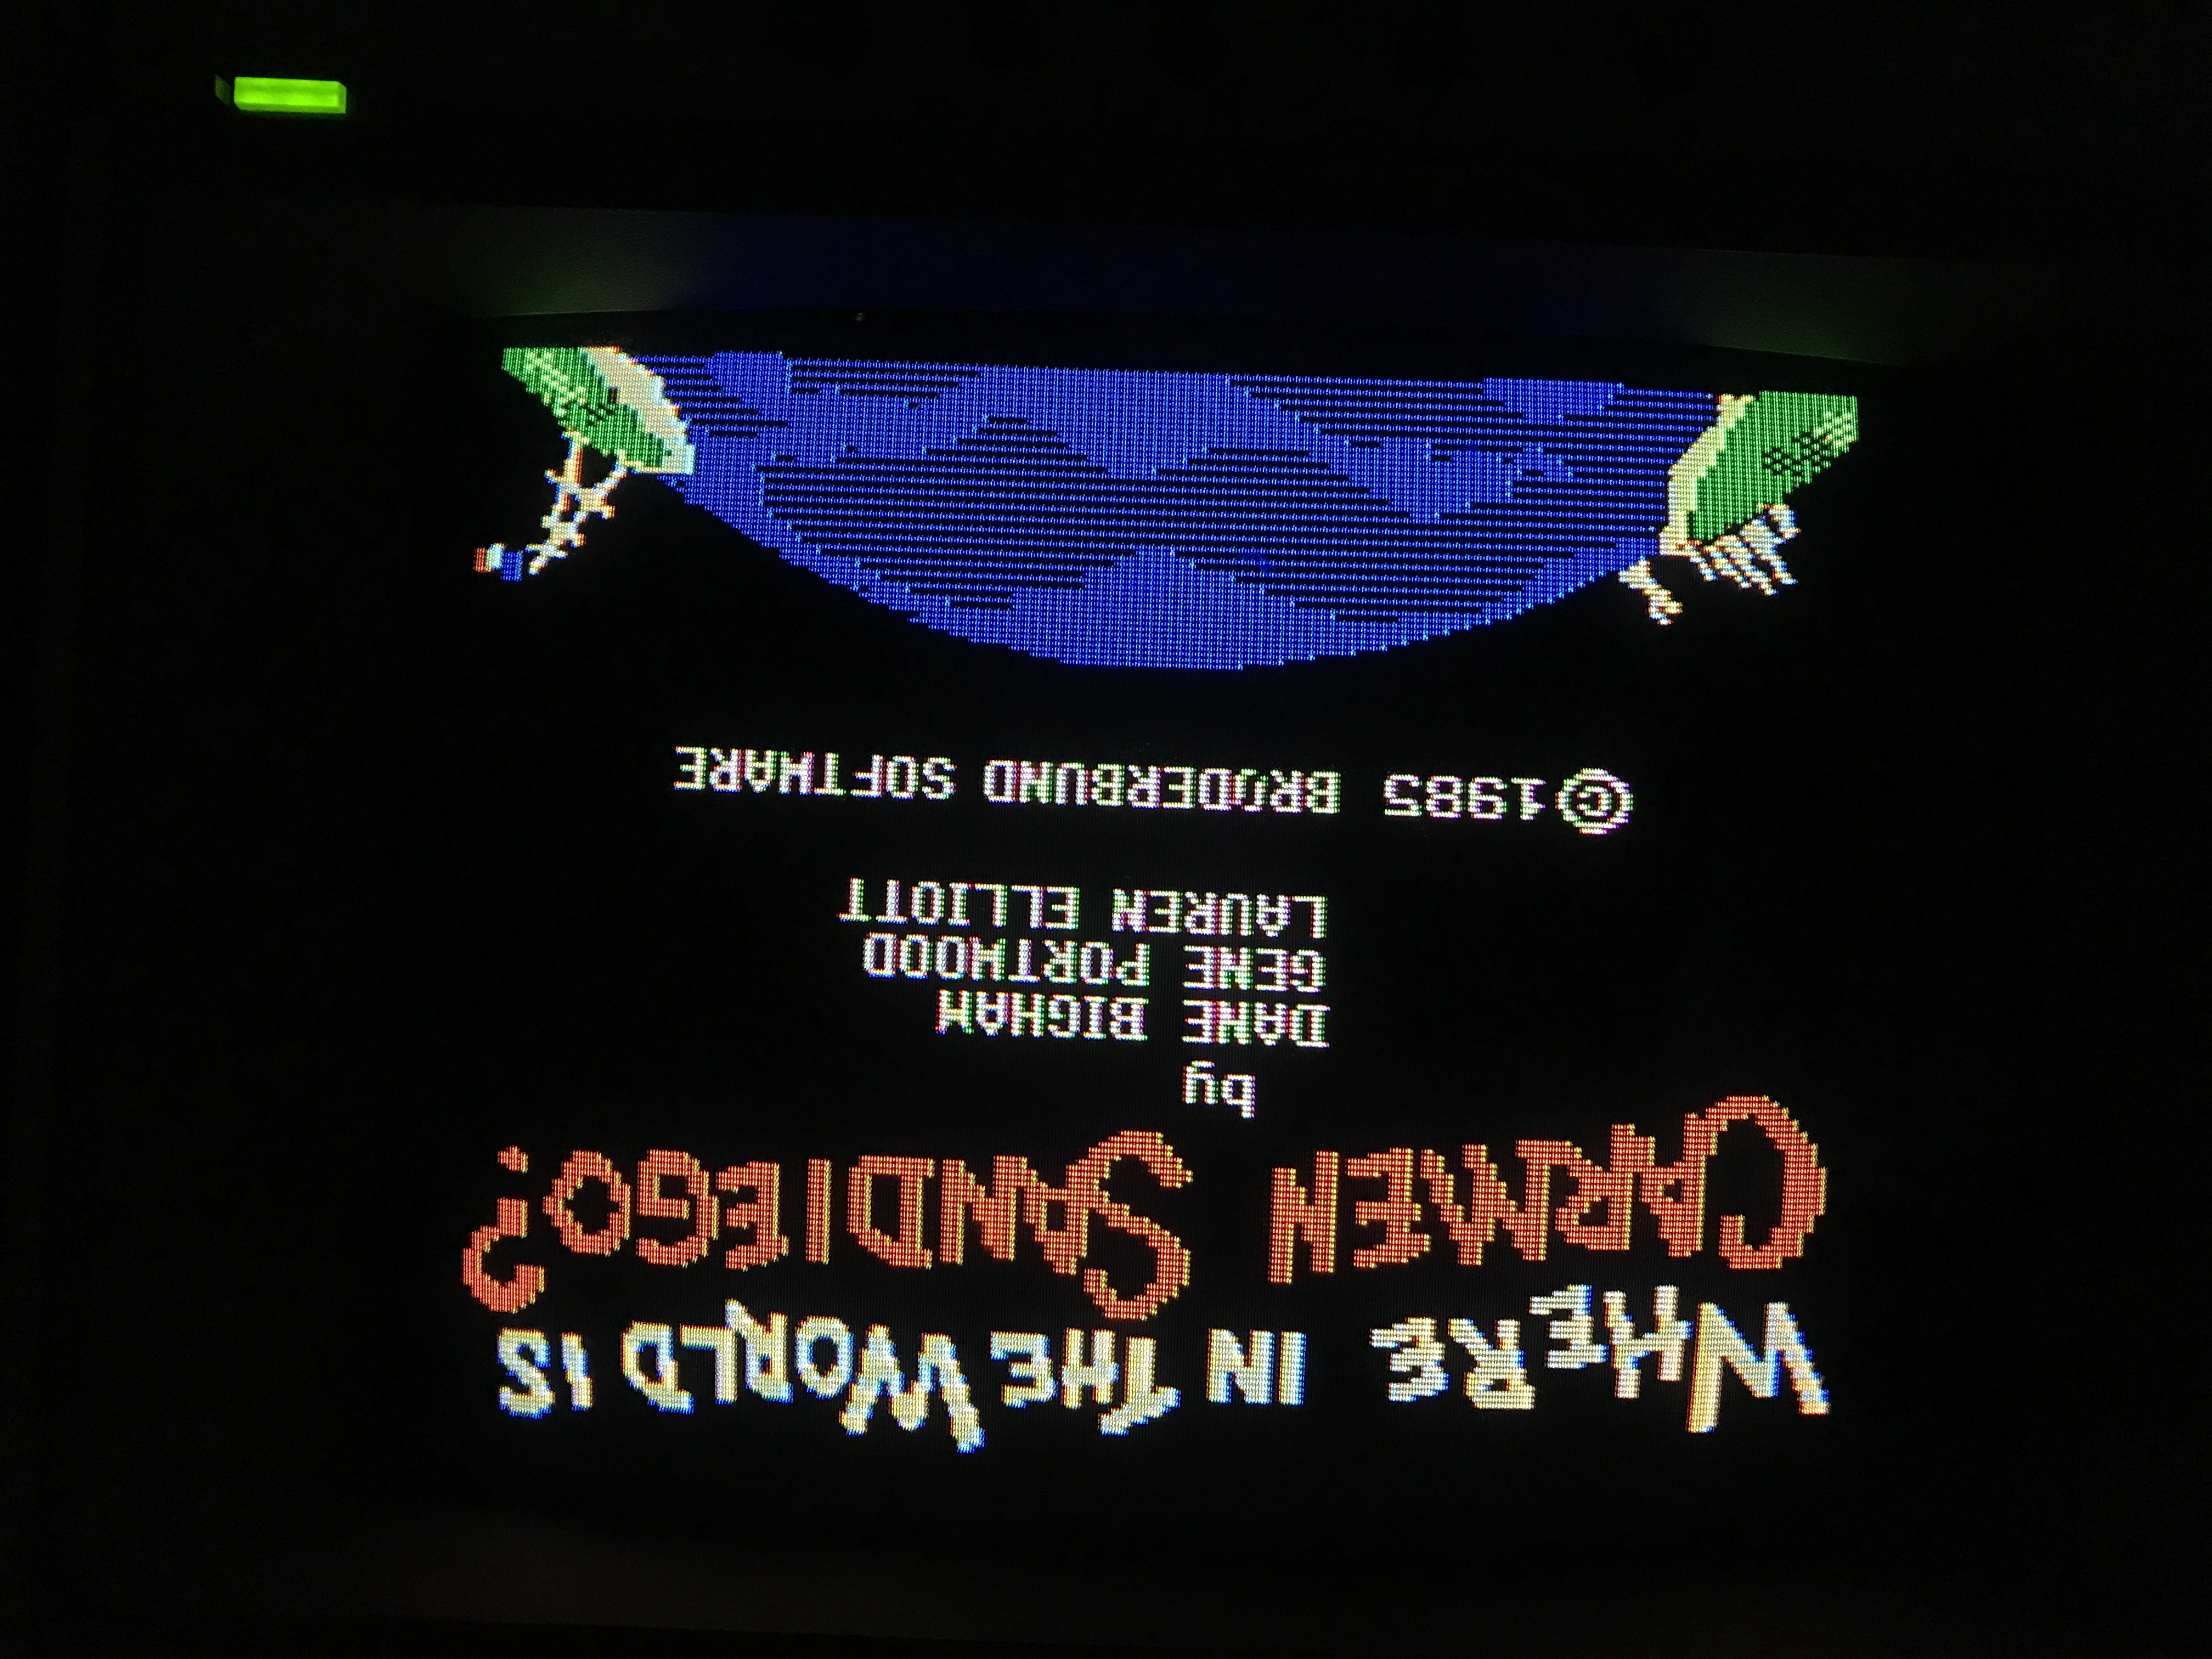 WHERE IN THE WORLD IS
CARMEN SANDIEGO?
by
DANE BIGHAM
GENE PORTWOOD
LAUREN ELLIOTT
©1985 BRØDERBUND SOFTWARE